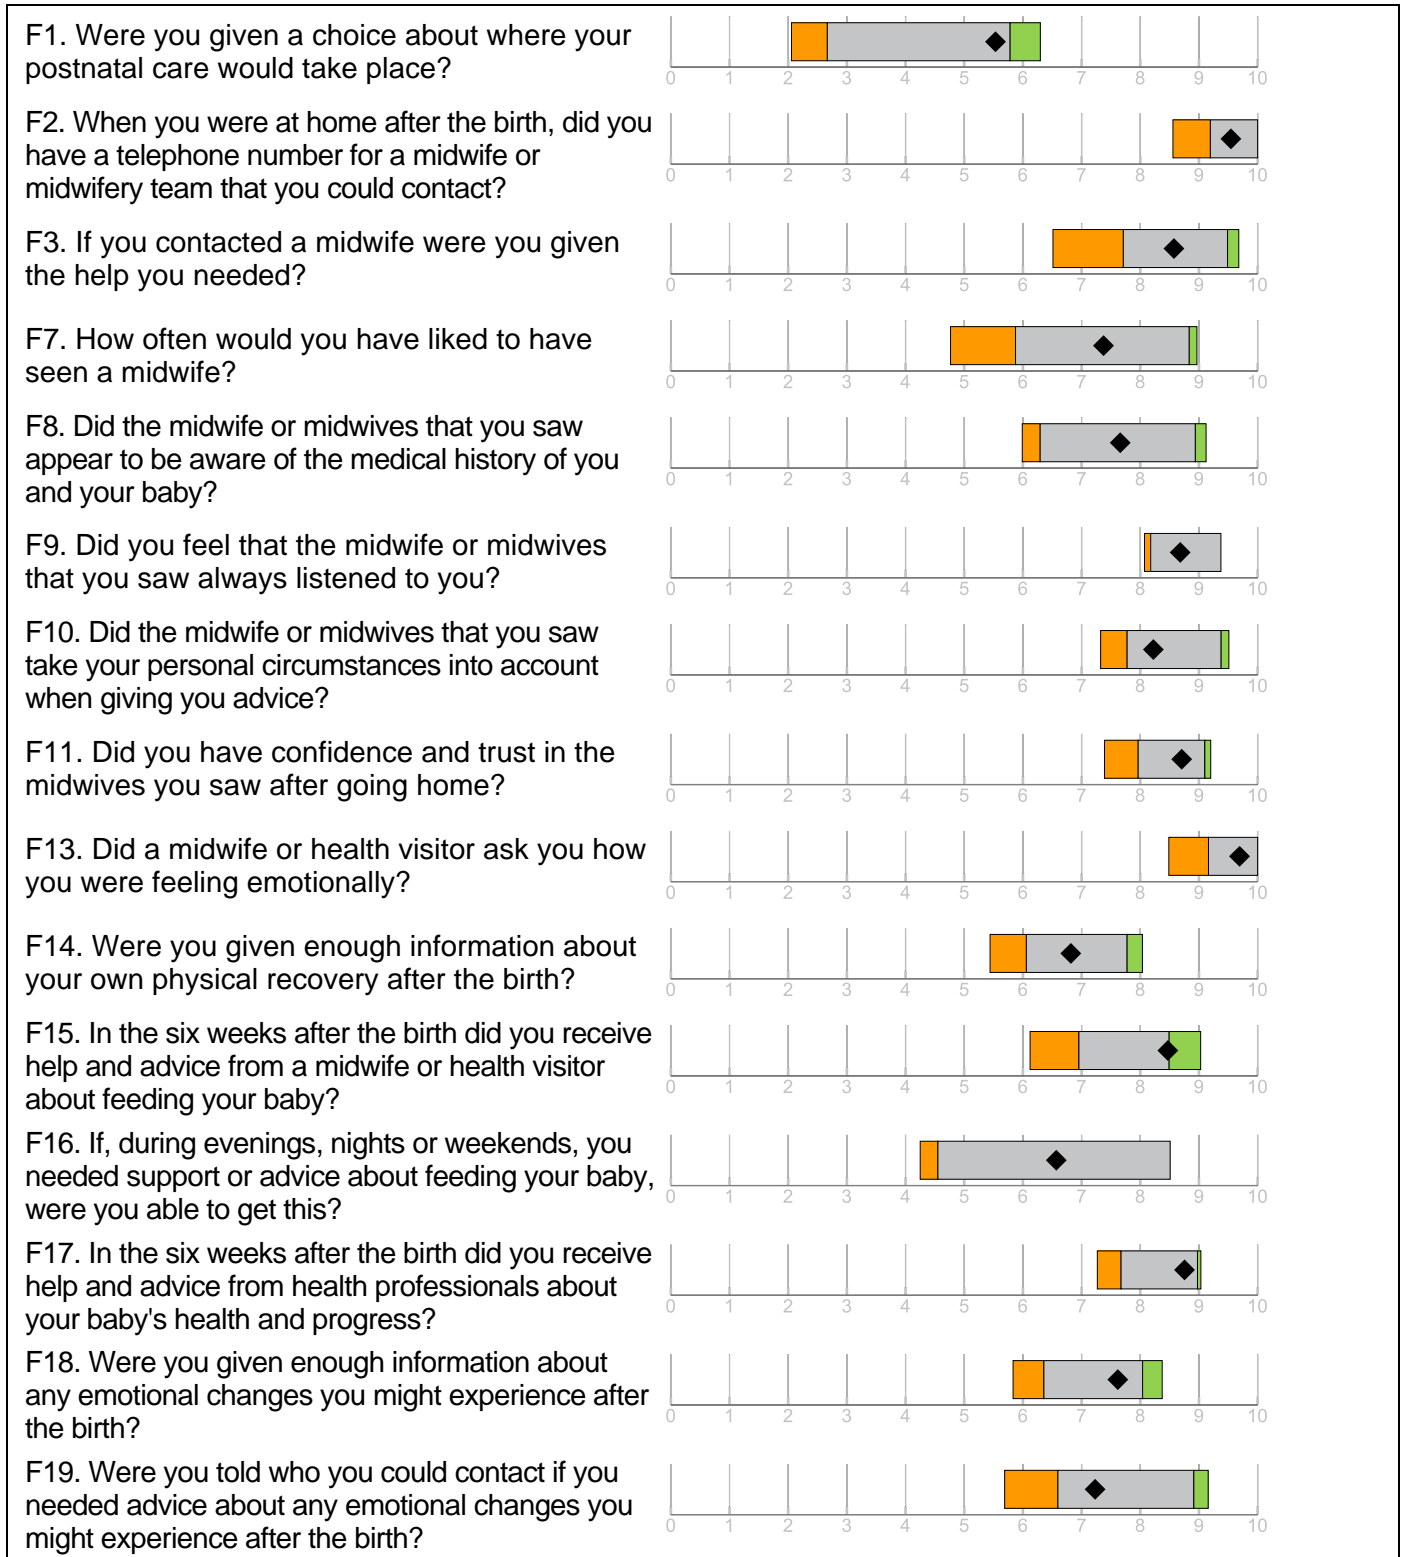 F1. Were you given a choice about where your
postnatal care would take place?
0 1 2 3 4 5 6 7 8 9 10
F2. When you were at home after the birth, did you
have a telephone number for a midwife or
midwifery team that you could contact?
0 1 2 3 4 5 6 7 8 9 10
F3. If you contacted a midwife were you given
the help you needed?
0 1 2 3 4 5 6 7 8 9 10
F7. How often would you have liked to have
seen a midwife?
0 1 2 3 4 5 6 7 8 9 10
F8. Did the midwife or midwives that you saw
appear to be aware of the medical history of you
and your baby?
0 1 2 3 4 5 6 7 8 9 10
F9. Did you feel that the midwife or midwives
that you saw always listened to you?
0 1 2 3 4 5 6 7 8 9 10
F10. Did the midwife or midwives that you saw
take your personal circumstances into account
when giving you advice?
0 1 2 3 4 5 6 7 8 9 10
F11. Did you have confidence and trust in the
midwives you saw after going home?
0 1 2 3 4 5 6 7 8 9 10
F13. Did a midwife or health visitor ask you how
you were feeling emotionally?
0 1 2 3 4 5 6 7 8 9 10
F14. Were you given enough information about
your own physical recovery after the birth?
0 1 2 3 4 5 6 7 8 9 10
F15. In the six weeks after the birth did you receive
help and advice from a midwife or health visitor
about feeding your baby?
0 1 2 3 4 5 6 7 8 9 10
F16. If, during evenings, nights or weekends, you
needed support or advice about feeding your baby,
were you able to get this?
0 1 2 3 4 5 6 7 8 9 10
F17. In the six weeks after the birth did you receive
help and advice from health professionals about
your baby's health and progress?
0 1 2 3 4 5 6 7 8 9 10
F18. Were you given enough information about
any emotional changes you might experience after
the birth?
0 1 2 3 4 5 6 7 8 9 10
F19. Were you told who you could contact if you
needed advice about any emotional changes you
might experience after the birth?
0 1 2 3 4 5 6 7 8 9 10